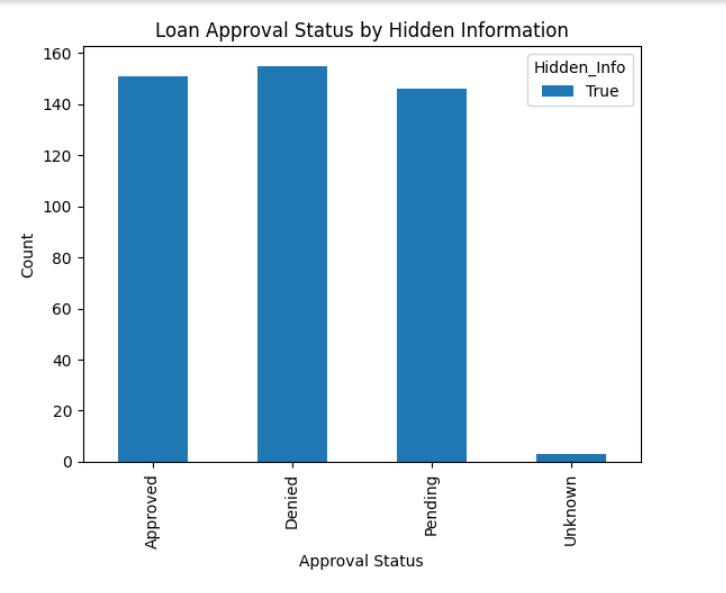 Loan Approval Status by Hidden Information
Hidden_Info
True
160
140
120
100
80
60
40
20
0
Count
Approved
Denied
Pending
Unknown
Approval Status